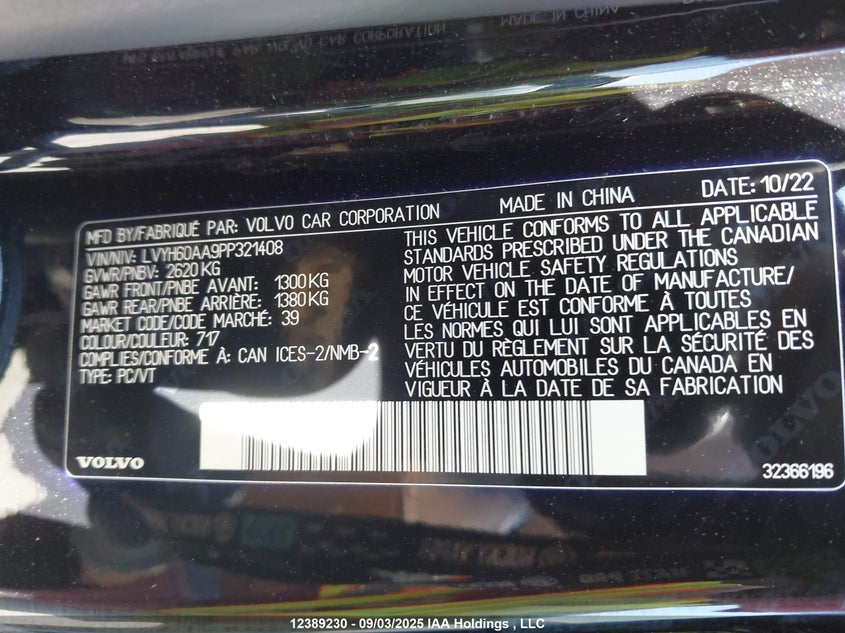 MFD BY/FABRIQUÉ PAR: VOLVO CAR CORPORATION MADE IN CHINA DATE: 10/22
VIN/NIV: LVYH60AA9PP321408
GVWR/PNBV: 2620 KG
GAWR FRONT/PNBE AVANT: 1300 KG
GAWR REAR/PNBE ARRIÈRE: 1380 KG
MARKET CODE/CODE MARCHÉ: 39
COLOUR/COULEUR: 717
COMPLIES/CONFORME À: CAN ICES-2/NMB-2
TYPE: PC/VT
THIS VEHICLE CONFORMS TO ALL APPLICABLE
STANDARDS PRESCRIBED UNDER THE CANADIAN
MOTOR VEHICLE SAFETY REGULATIONS
IN EFFECT ON THE DATE OF MANUFACTURE/
CE VÉHICULE EST CONFORME À TOUTES
LES NORMES QUI LUI SONT APPLICABLES EN
VERTU DU RÈGLEMENT SUR LA SÉCURITÉ DES
VÉHICULES AUTOMOBILES DU CANADA EN
VIGUEUR À LA DATE DE SA FABRICATION
VOLVO
32366196
12389230 - 09/03/2025 IAA Holdings , LLC